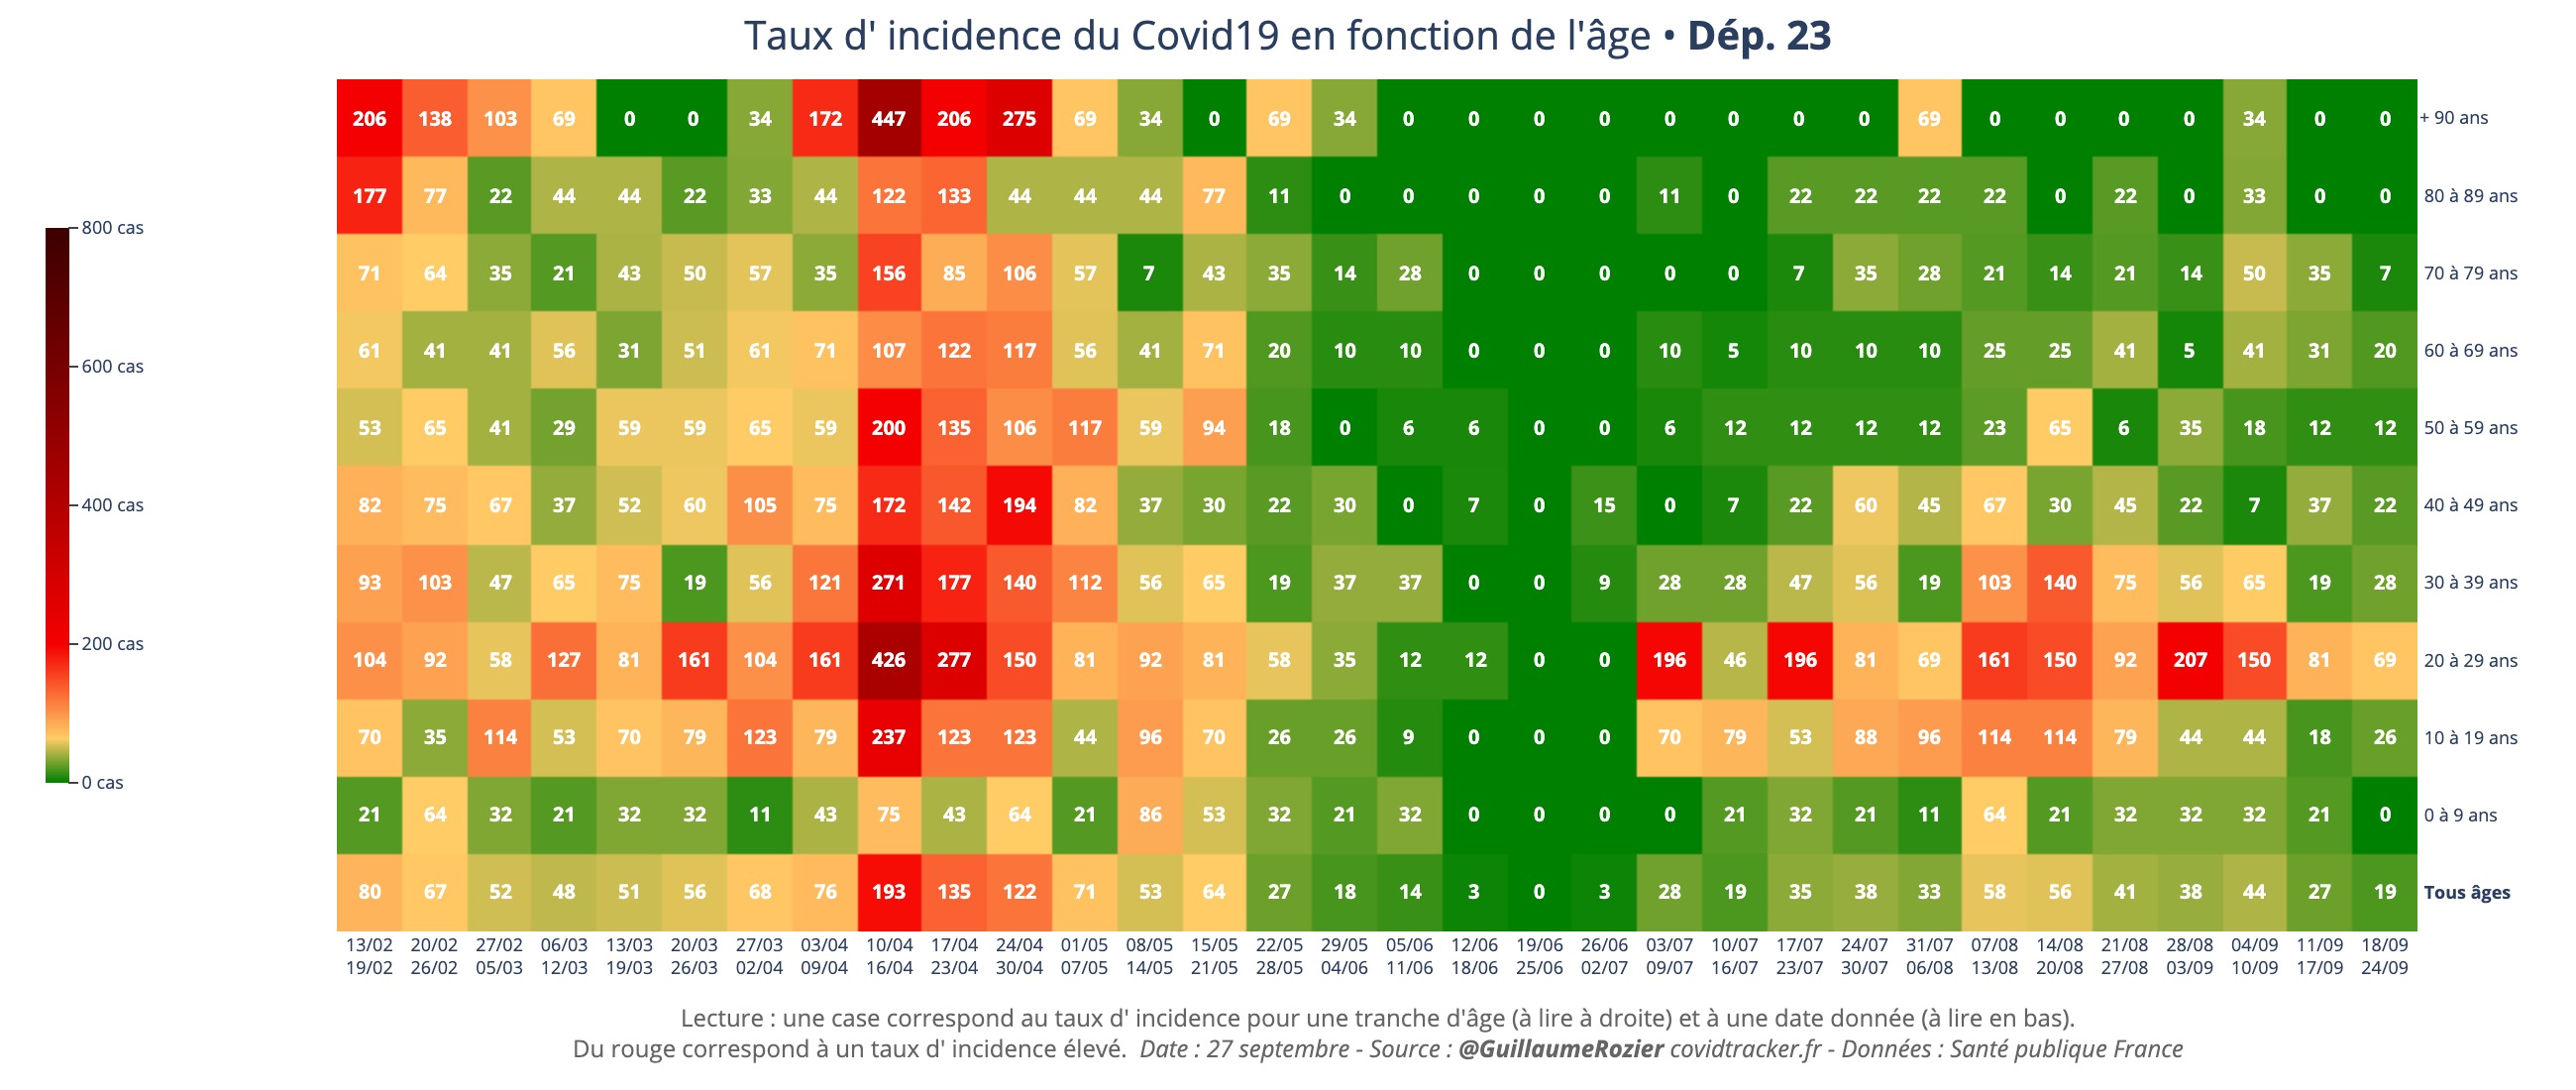 Taux d' incidence du Covid19 en fonction de l'âge • Dép. 23
206 138 103 69 0 0 34 172 447 206 275 69 34 0 69 34 0 0 0 0 0 0 0 0 69 0 0 0 0 34 0 0 + 90 ans
177 77 22 44 44 22 33 44 122 133 44 44 44 77 11 0 0 0 0 0 11 0 22 22 22 22 0 22 0 33 0 0 80 à 89 ans
800 cas
71 64 35 21 43 50 57 35 156 85 106 57 7 43 35 14 28 0 0 0 0 0 7 35 28 21 14 21 14 50 35 7 70 à 79 ans
61 41 41 56 31 51 61 71 107 122 117 56 41 71 20 10 10 0 0 0 10 5 10 10 10 25 25 41 5 41 31 20 60 à 69 ans
600 cas
53 65 41 29 59 59 65 59 200 135 106 117 59 94 18 0 6 6 0 0 6 12 12 12 12 23 65 6 35 18 12 12 50 à 59 ans
400 cas
82 75 67 37 52 60 105 75 172 142 194 82 37 30 22 30 0 7 0 15 0 7 22 60 45 67 30 45 22 7 37 22 40 à 49 ans
93 103 47 65 75 19 56 121 271 177 140 112 56 65 19 37 37 0 0 9 28 28 47 56 19 103 140 75 56 65 19 28 30 à 39 ans
200 cas
104 92 58 127 81 161 104 161 426 277 150 81 92 81 58 35 12 12 0 0 196 46 196 81 69 161 150 92 207 150 81 69 20 à 29 ans
70 35 114 53 70 79 123 79 237 123 123 44 96 70 26 26 9 0 0 0 70 79 53 88 96 114 114 79 44 44 18 26 10 à 19 ans
0 cas
21 64 32 21 32 32 11 43 75 43 64 21 86 53 32 21 32 0 0 0 0 21 32 21 11 64 21 32 32 32 21 0 0 à 9 ans
80 67 52 48 51 56 68 76 193 135 122 71 53 64 27 18 14 3 0 3 28 19 35 38 33 58 56 41 38 44 27 19 Tous âges
13/02 20/02 27/02 06/03 13/03 20/03 27/03 03/04 10/04 17/04 24/04 01/05 08/05 15/05 22/05 29/05 05/06 12/06 19/06 26/06 03/07 10/07 17/07 24/07 31/07 07/08 14/08 21/08 28/08 04/09 11/09 18/09
19/02 26/02 05/03 12/03 19/03 26/03 02/04 09/04 16/04 23/04 30/04 07/05 14/05 21/05 28/05 04/06 11/06 18/06 25/06 02/07 09/07 16/07 23/07 30/07 06/08 13/08 20/08 27/08 03/09 10/09 17/09 24/09
Lecture : une case correspond au taux d' incidence pour une tranche d'âge (à lire à droite) et à une date donnée (à lire en bas).
Du rouge correspond à un taux d' incidence élevé. Date : 27 septembre - Source : @GuillaumeRozier covidtracker.fr - Données : Santé publique France